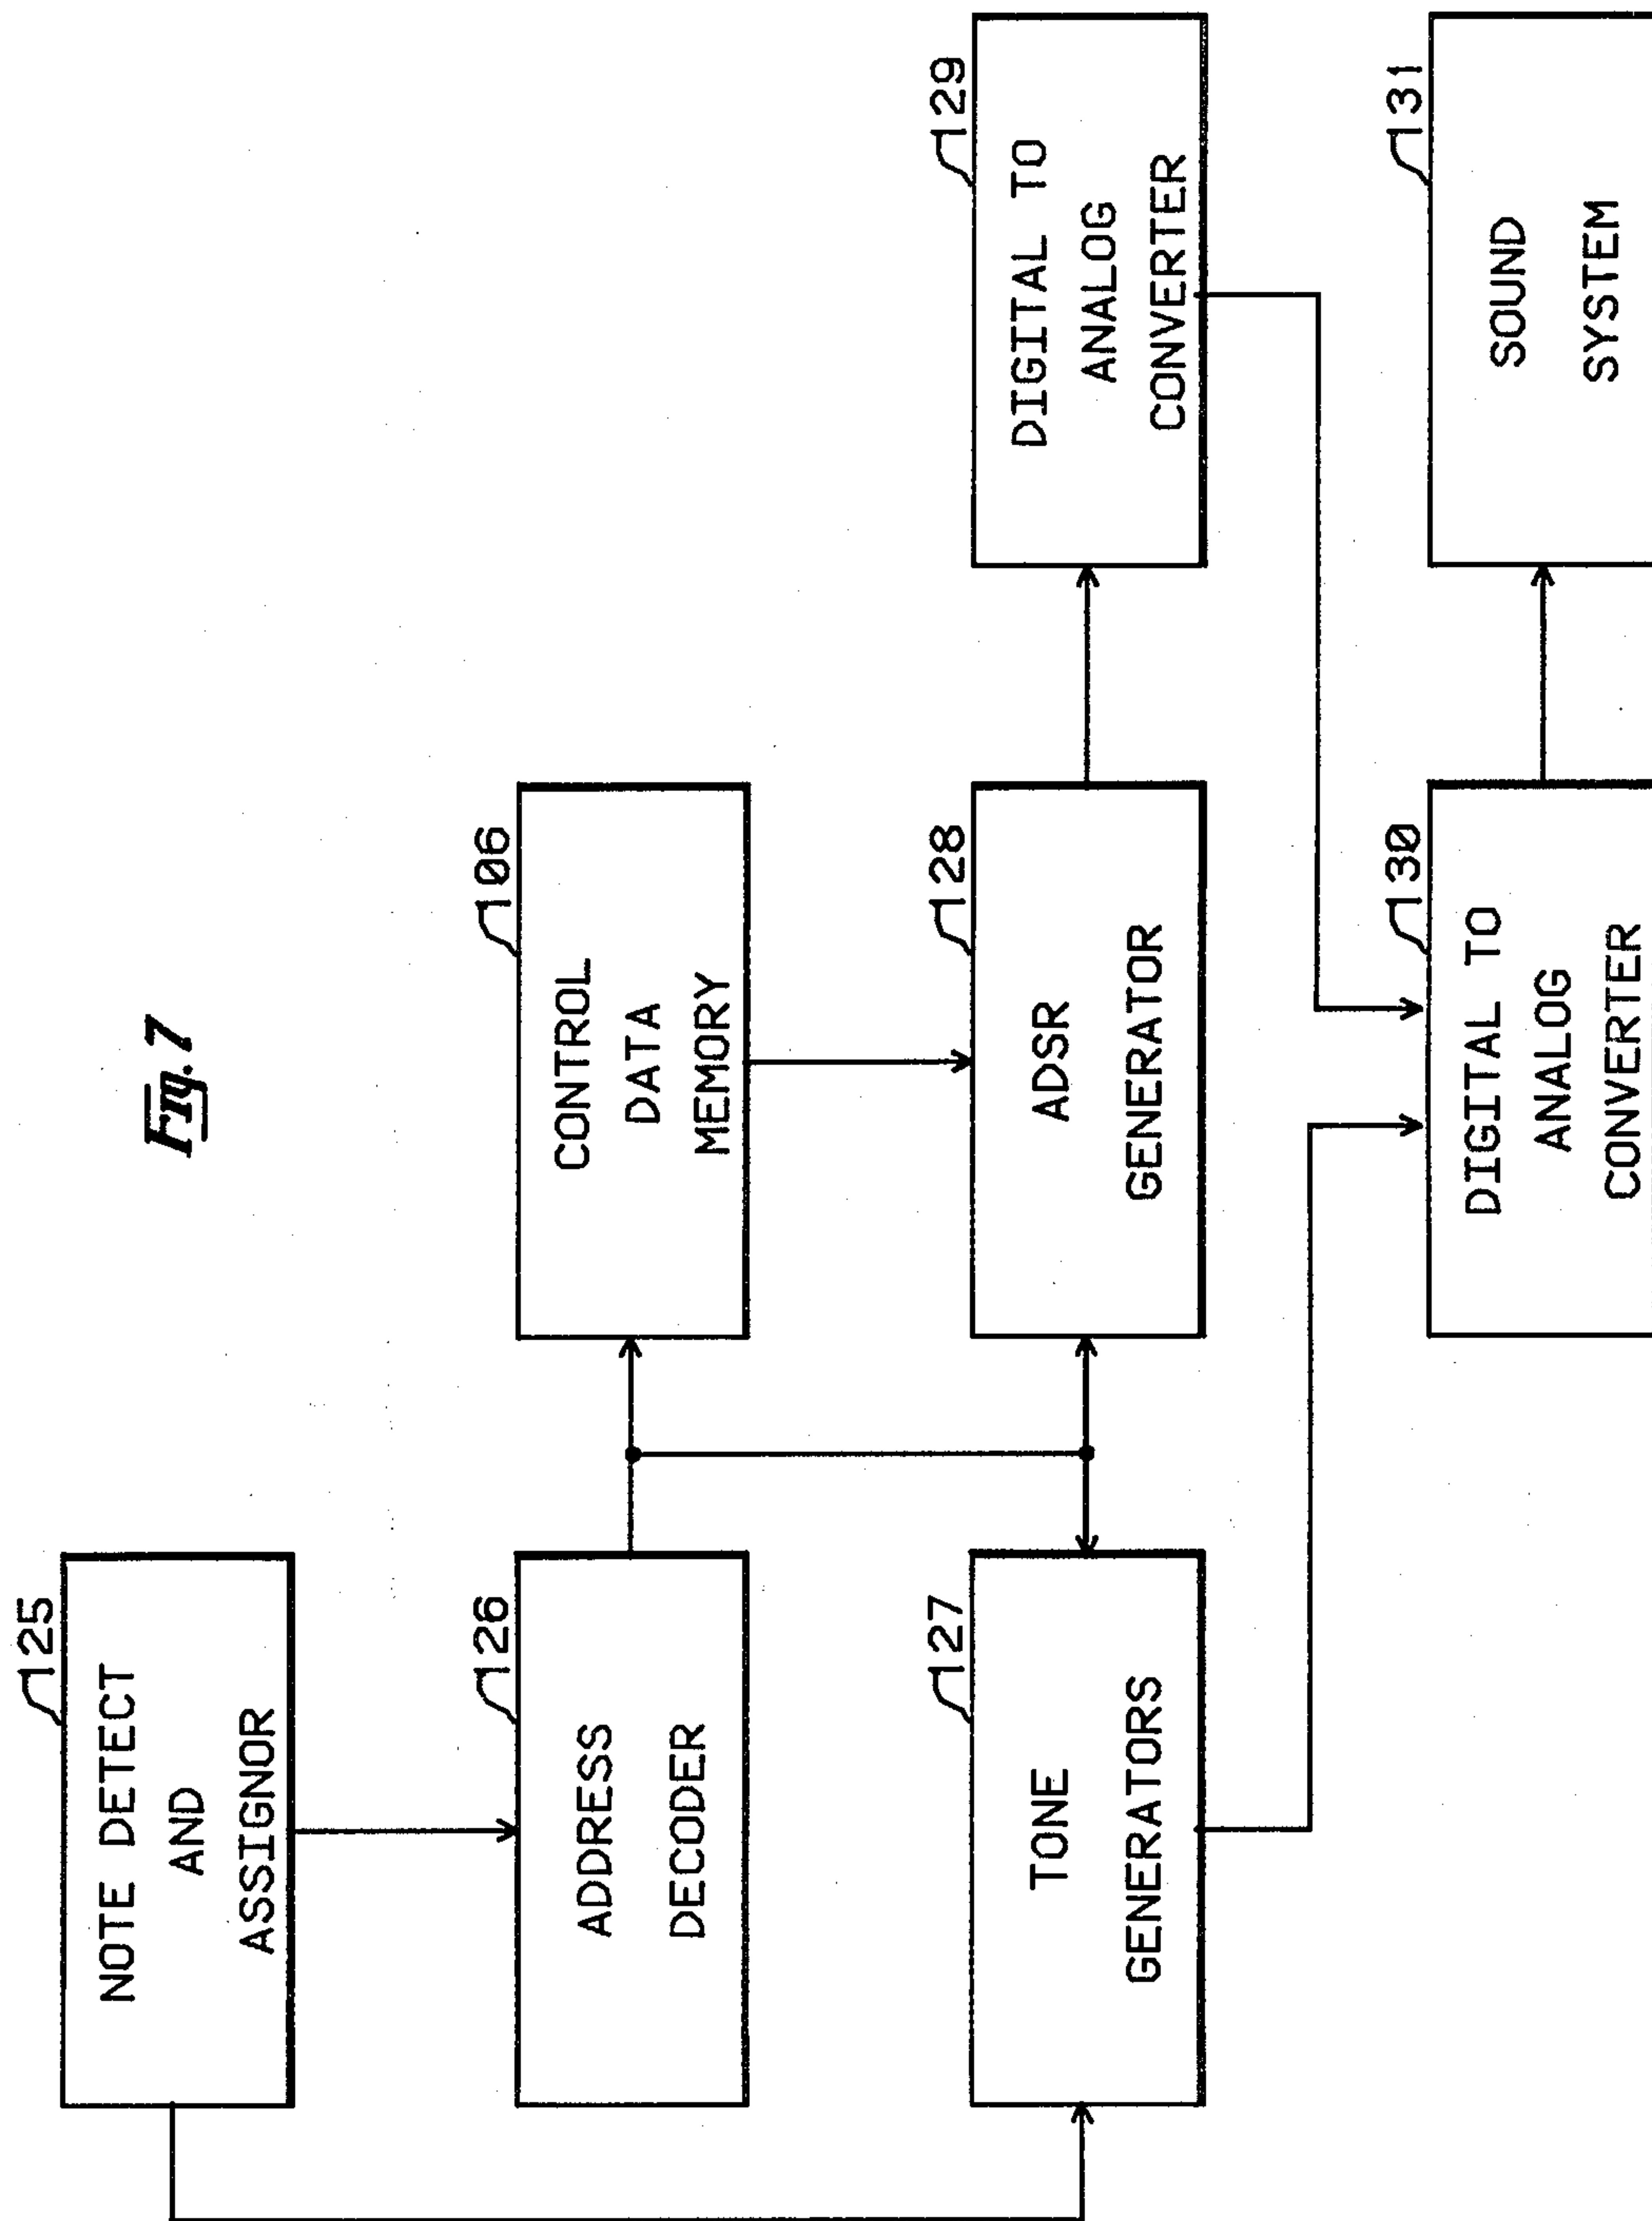 Fig. 7
125
NOTE DETECT
AND
ASSIGNOR
126
ADDRESS
DECODER
106
CONTROL
DATA
MEMORY
127
TONE
GENERATORS
128
ADSR
GENERATOR
129
DIGITAL TO
ANALOG
CONVERTER
130
DIGITAL TO
ANALOG
CONVERTER
131
SOUND
SYSTEM